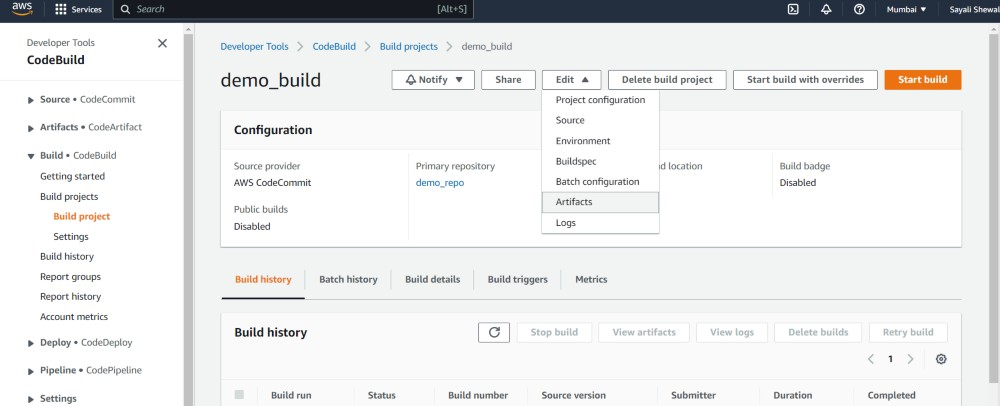 aws Services Search [Alt+S] Mumbai Sayali Shewal
Developer Tools
CodeBuild
Source • CodeCommit
Artifacts • CodeArtifact
Build • CodeBuild
Getting started
Build projects
Build project
Settings
Build history
Report groups
Report history
Account metrics
Deploy • CodeDeploy
Pipeline • CodePipeline
Settings
Developer Tools > CodeBuild > Build projects > demo_build
demo_build
Notify Share Edit Delete build project Start build with overrides Start build
Project configuration
Source
Environment
Buildspec
Batch configuration
Artifacts
Logs
Configuration
Source provider
AWS CodeCommit
Primary repository
demo_repo
location
Build badge
Disabled
Public builds
Disabled
Build history Batch history Build details Build triggers Metrics
Build history
Stop build View artifacts View logs Delete builds Retry build
< 1 >
Build run Status Build number Source version Submitter Duration Completed